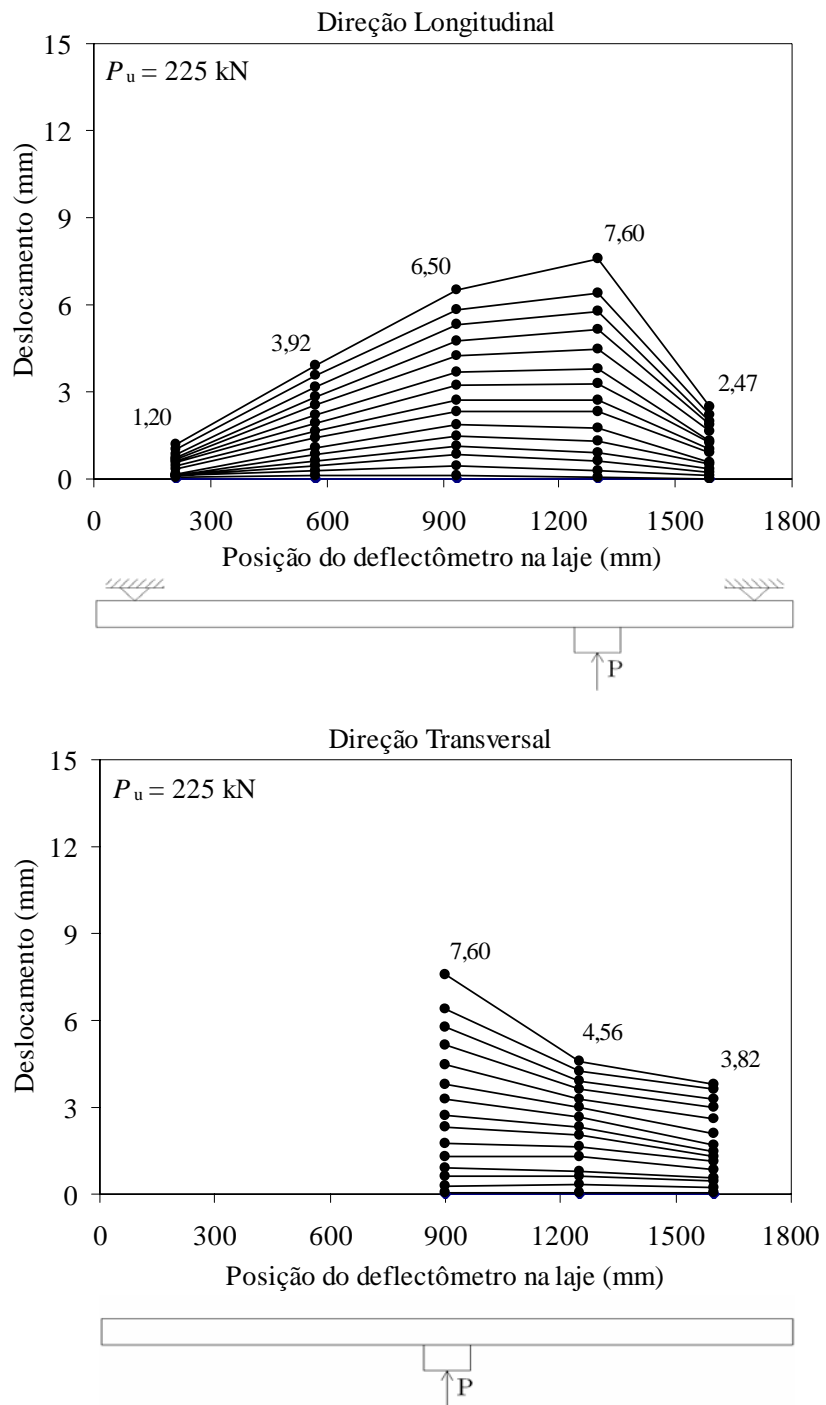 Direção Longitudinal
15
P u = 225 kN
12
9
6
3
0
Deslocamento (mm)
1,20
3,92
6,50
7,60
2,47
0 300 600 900 1200 1500 1800
Posição do deflectômetro na laje (mm)
P
Direção Transversal
15
P u = 225 kN
12
9
6
3
0
Deslocamento (mm)
7,60
4,56
3,82
0 300 600 900 1200 1500 1800
Posição do deflectômetro na laje (mm)
P